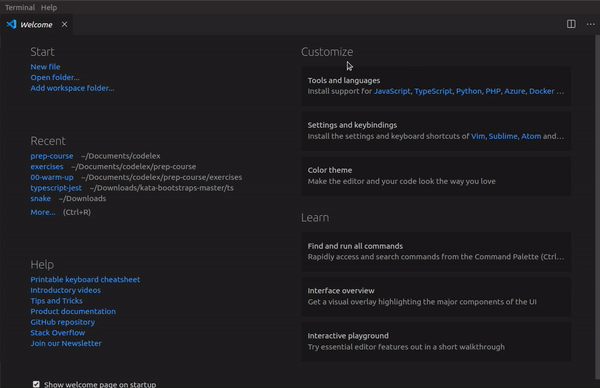 Terminal Help
Welcome
Start
New file
Open folder...
Add workspace folder...
Recent
prep-course ~/Documents/codelex
exercises ~/Documents/codelex/prep-course
00-warm-up ~/Documents/codelex/prep-course/exercises
typescript-jest ~/Downloads/kata-bootstraps-master/ts
snake ~/Downloads
More... (Ctrl+R)
Help
Printable keyboard cheatsheet
Introductory videos
Tips and Tricks
Product documentation
GitHub repository
Stack Overflow
Join our Newsletter
Show welcome page on startup
Customize
Tools and languages
Install support for JavaScript, TypeScript, Python, PHP, Azure, Docker ...
Settings and keybindings
Install the settings and keyboard shortcuts of Vim, Sublime, Atom and...
Color theme
Make the editor and your code look the way you love
Learn
Find and run all commands
Rapidly access and search commands from the Command Palette (Ctrl...
Interface overview
Get a visual overlay highlighting the major components of the UI
Interactive playground
Try essential editor features out in a short walkthrough